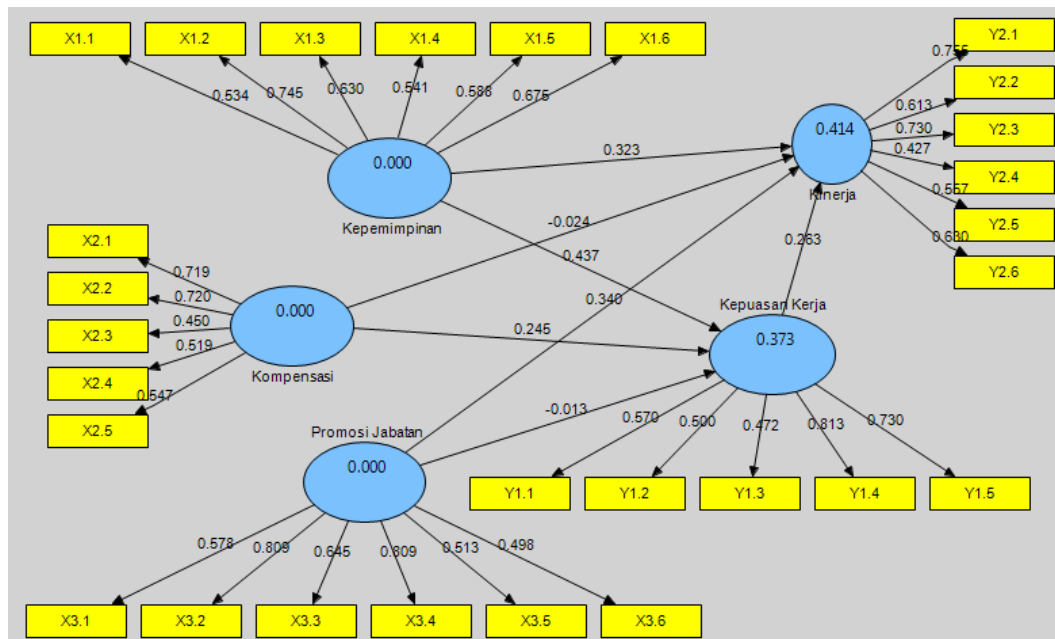 X1.1 X1.2 X1.3 X1.4 X1.5 X1.6
0.534 0.745 0.630 0.541 0.588 0.675
0.000
Kepemimpinan
Y2.1
Y2.2
Y2.3
Y2.4
Y2.5
Y2.6
0.755
0.613
0.730
0.427
0.557
0.630
0.414
Kinerja
0.323
-0.024
0.437
0.340
0.263
X2.1
X2.2
X2.3
X2.4
X2.5
0.719
0.720
0.450
0.519
0.547
0.000
Kompensasi
0.245
Kepuasan Kerja
0.373
-0.013
Promosi Jabatan
0.000
0.570 0.500 0.472 0.813 0.730
Y1.1 Y1.2 Y1.3 Y1.4 Y1.5
0.578 0.809 0.645 0.809 0.513 0.498
X3.1 X3.2 X3.3 X3.4 X3.5 X3.6